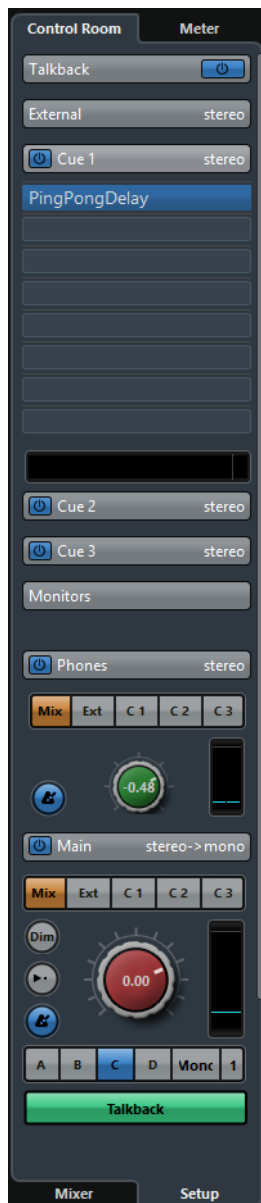 Control Room Meter
Talkback
External stereo
Cue 1 stereo
PingPongDelay
Cue 2 stereo
Cue 3 stereo
Monitors
Phones stereo
Mix Ext C 1 C 2 C 3
-0.48
Main stereo->mono
Mix Ext C 1 C 2 C 3
Dim
0.00
A B C D Mono 1
Talkback
Mixer Setup